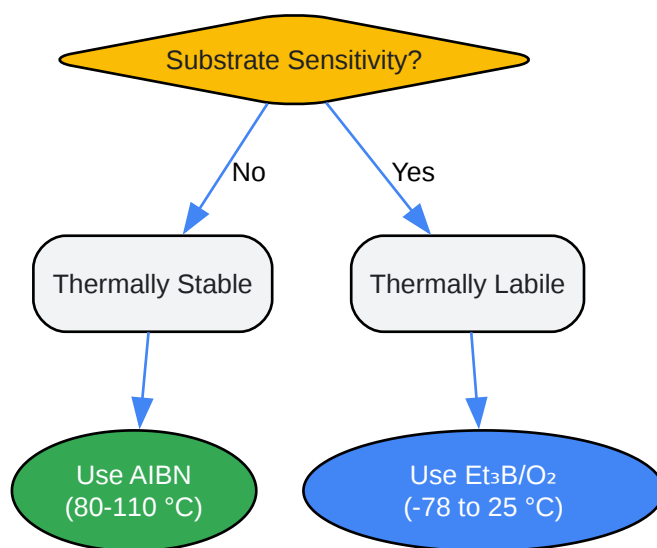 Substrate Sensitivity?
No
Yes
Thermally Stable
Thermally Labile
Use AIBN
(80-110 °C)
Use Et₃B/O₂
(-78 to 25 °C)